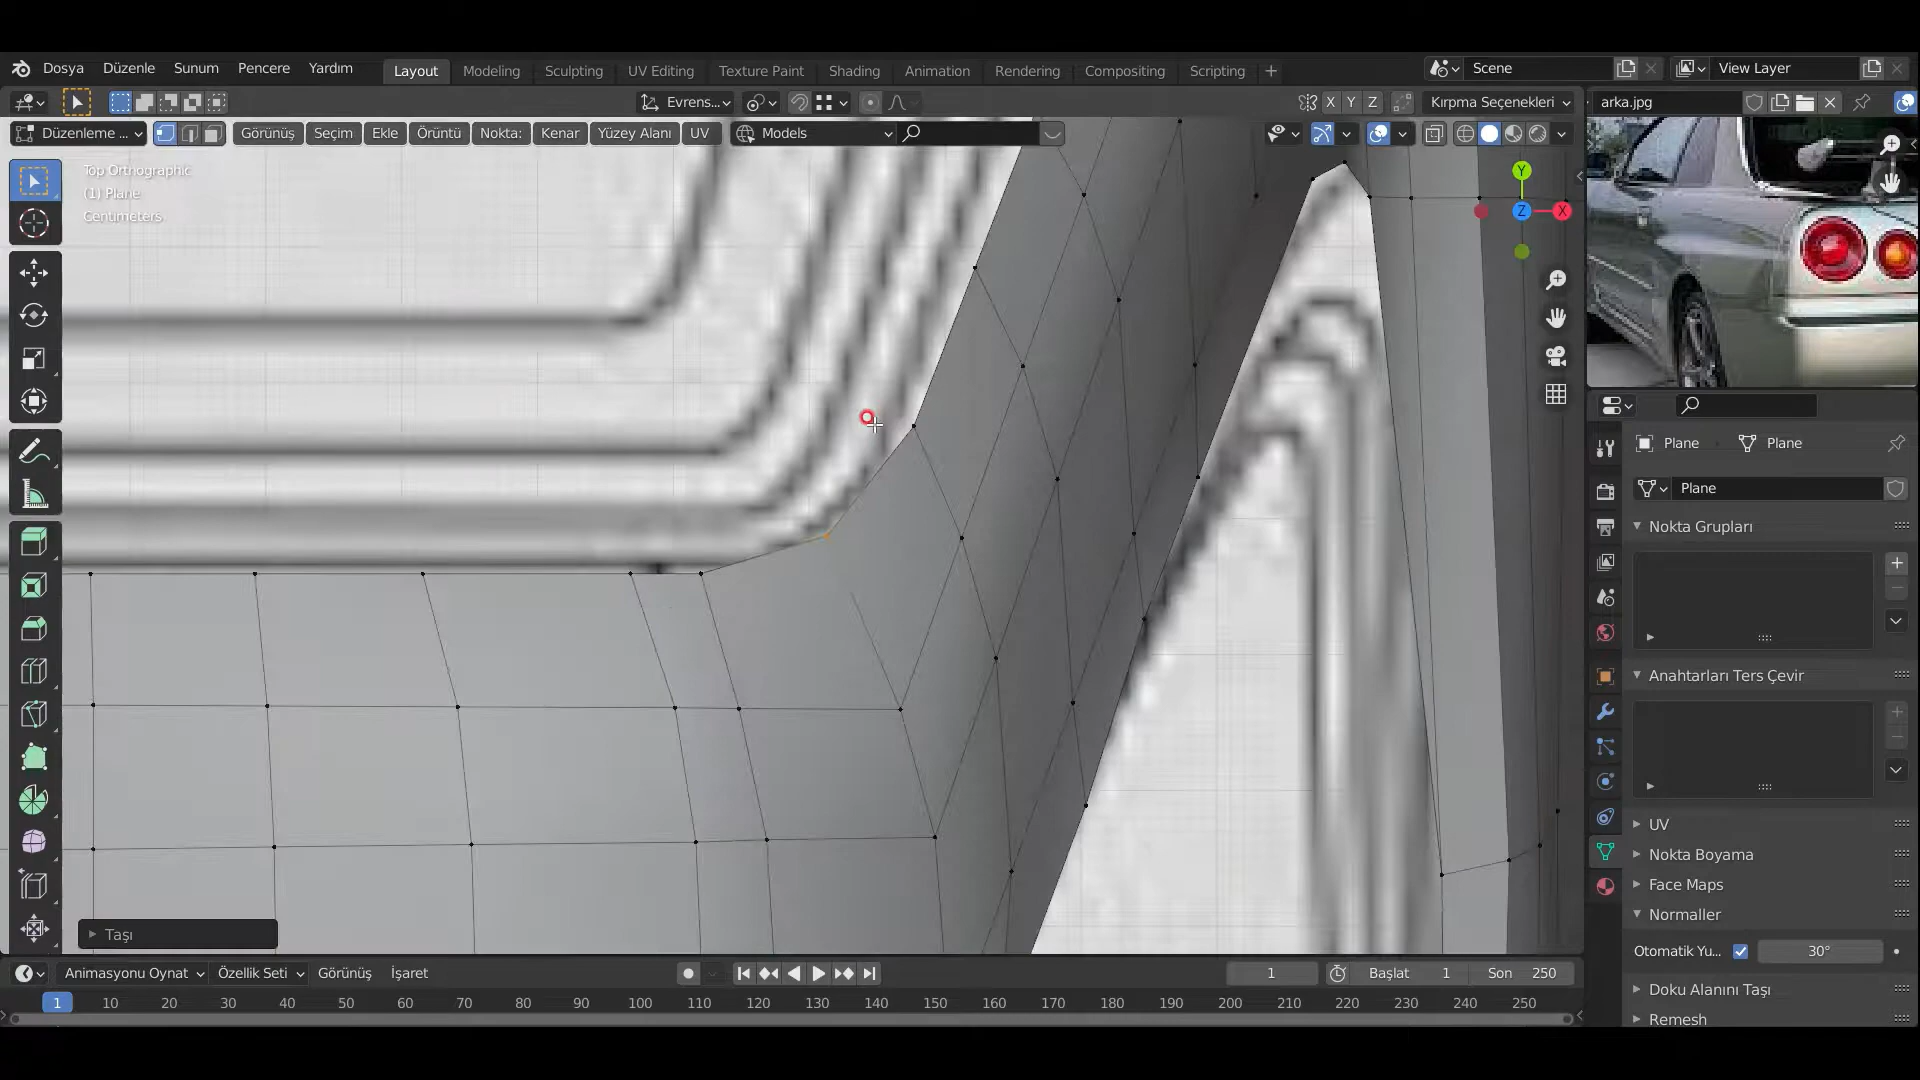 Dosya Düzenle Sunum Pencere Yardım Layout Modeling Sculpting UV Editing Texture Paint Shading Animation Rendering Compositing Scripting + Scene View Layer
Evrens... X Y Z Kırpma Seçenekleri arka.jpg
Düzenleme ... Görünüş Seçim Ekle Örüntü Nokta: Kenar Yüzey Alanı UV Models
Top Orthographic
(1) Plane
Centimeters
Y
Z X
Plane Plane
Plane
Nokta Grupları
Anahtarları Ters Çevir
UV
Nokta Boyama
Face Maps
Normaller
Otomatik Yu... 30°
Doku Alanını Taşı
Remesh
Taşı
Animasyonu Oynat Özellik Seti Görünüş İşaret 1 Başlat 1 Son 250
1 10 20 30 40 50 60 70 80 90 100 110 120 130 140 150 160 170 180 190 200 210 220 230 240 250